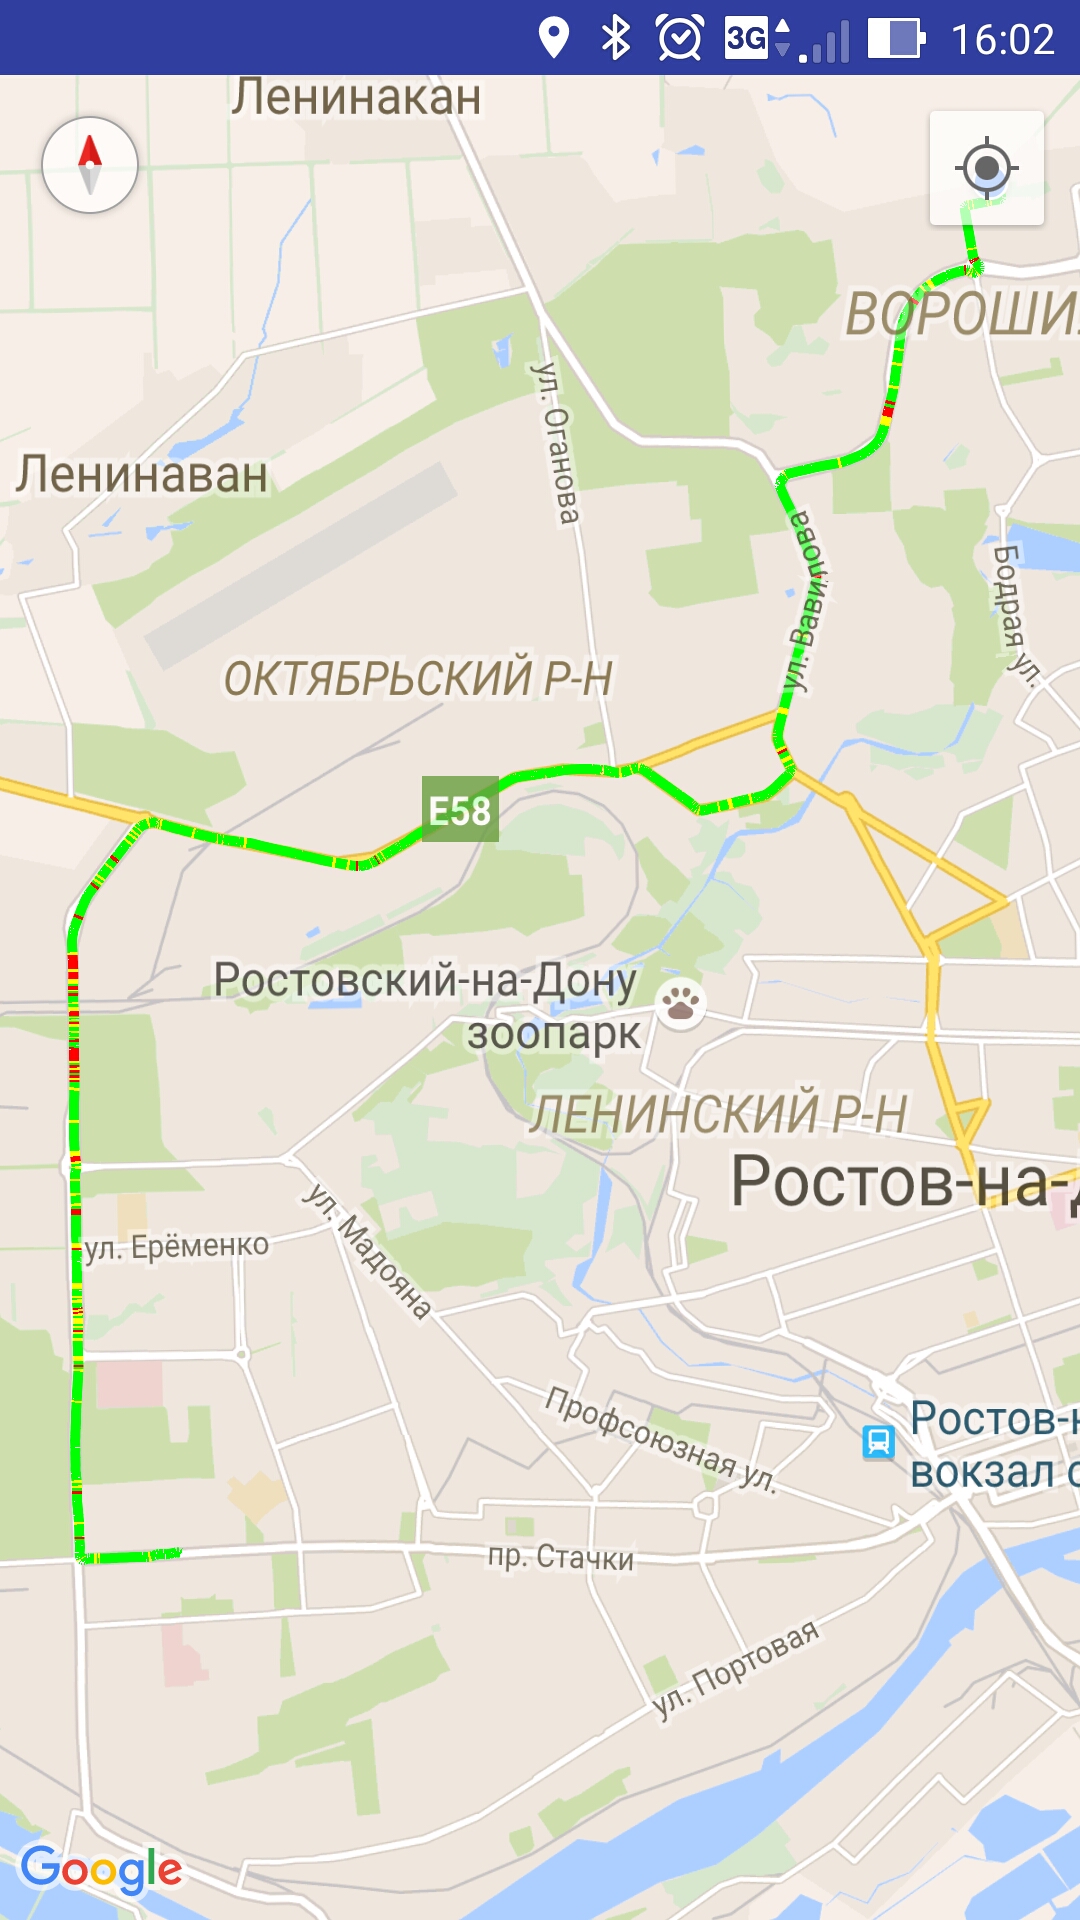 3G 16:02
Ленинакан
ВОРОШИЛ
ул. Оганова
Ленинаван
ул. Вавилова
Бодрая ул.
ОКТЯБРЬСКИЙ Р-Н
E58
Ростовский-на-Дону
зоопарк
ЛЕНИНСКИЙ Р-Н
Ростов-на-Д
ул. Ерёменко
ул. Мадояна
Профсоюзная ул.
Ростов-н
вокзал с
пр. Стачки
ул. Портовая
Google